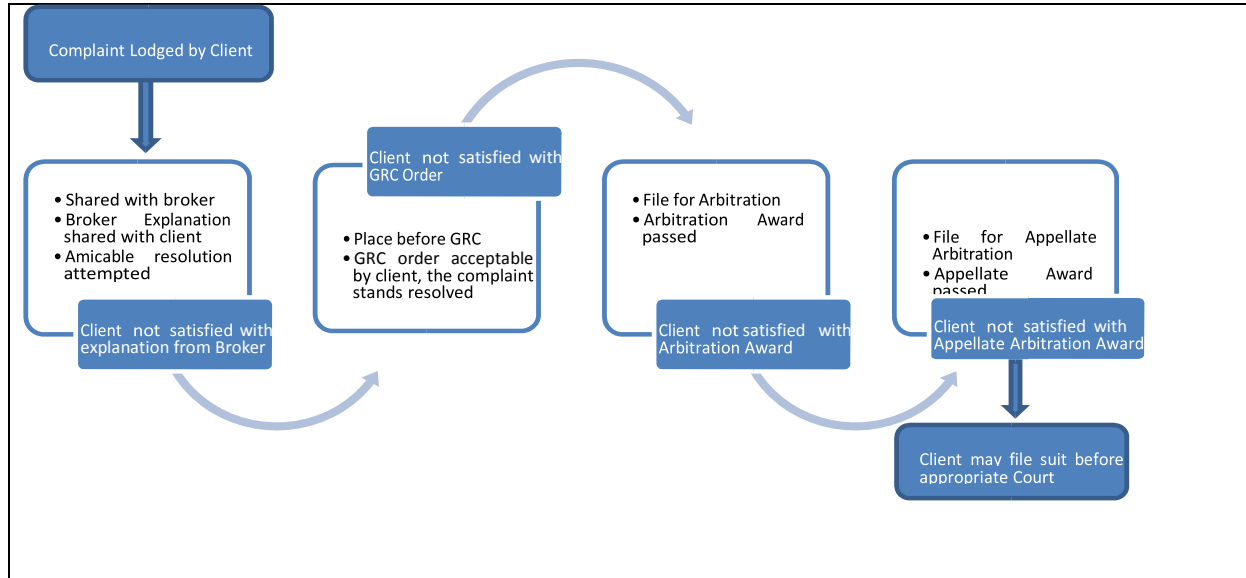 Complaint Lodged by Client
• Shared with broker
• Broker Explanation
shared with client
• Amicable resolution
attempted
Client not satisfied with
explanation from Broker
Client not satisfied with
GRC Order
• Place before GRC
• GRC order acceptable
by client, the complaint
stands resolved
• File for Arbitration
• Arbitration Award
passed
Client not satisfied with
Arbitration Award
• File for Appellate
Arbitration
• Appellate Award
passed
Client not satisfied with
Appellate Arbitration Award
Client may file suit before
appropriate Court